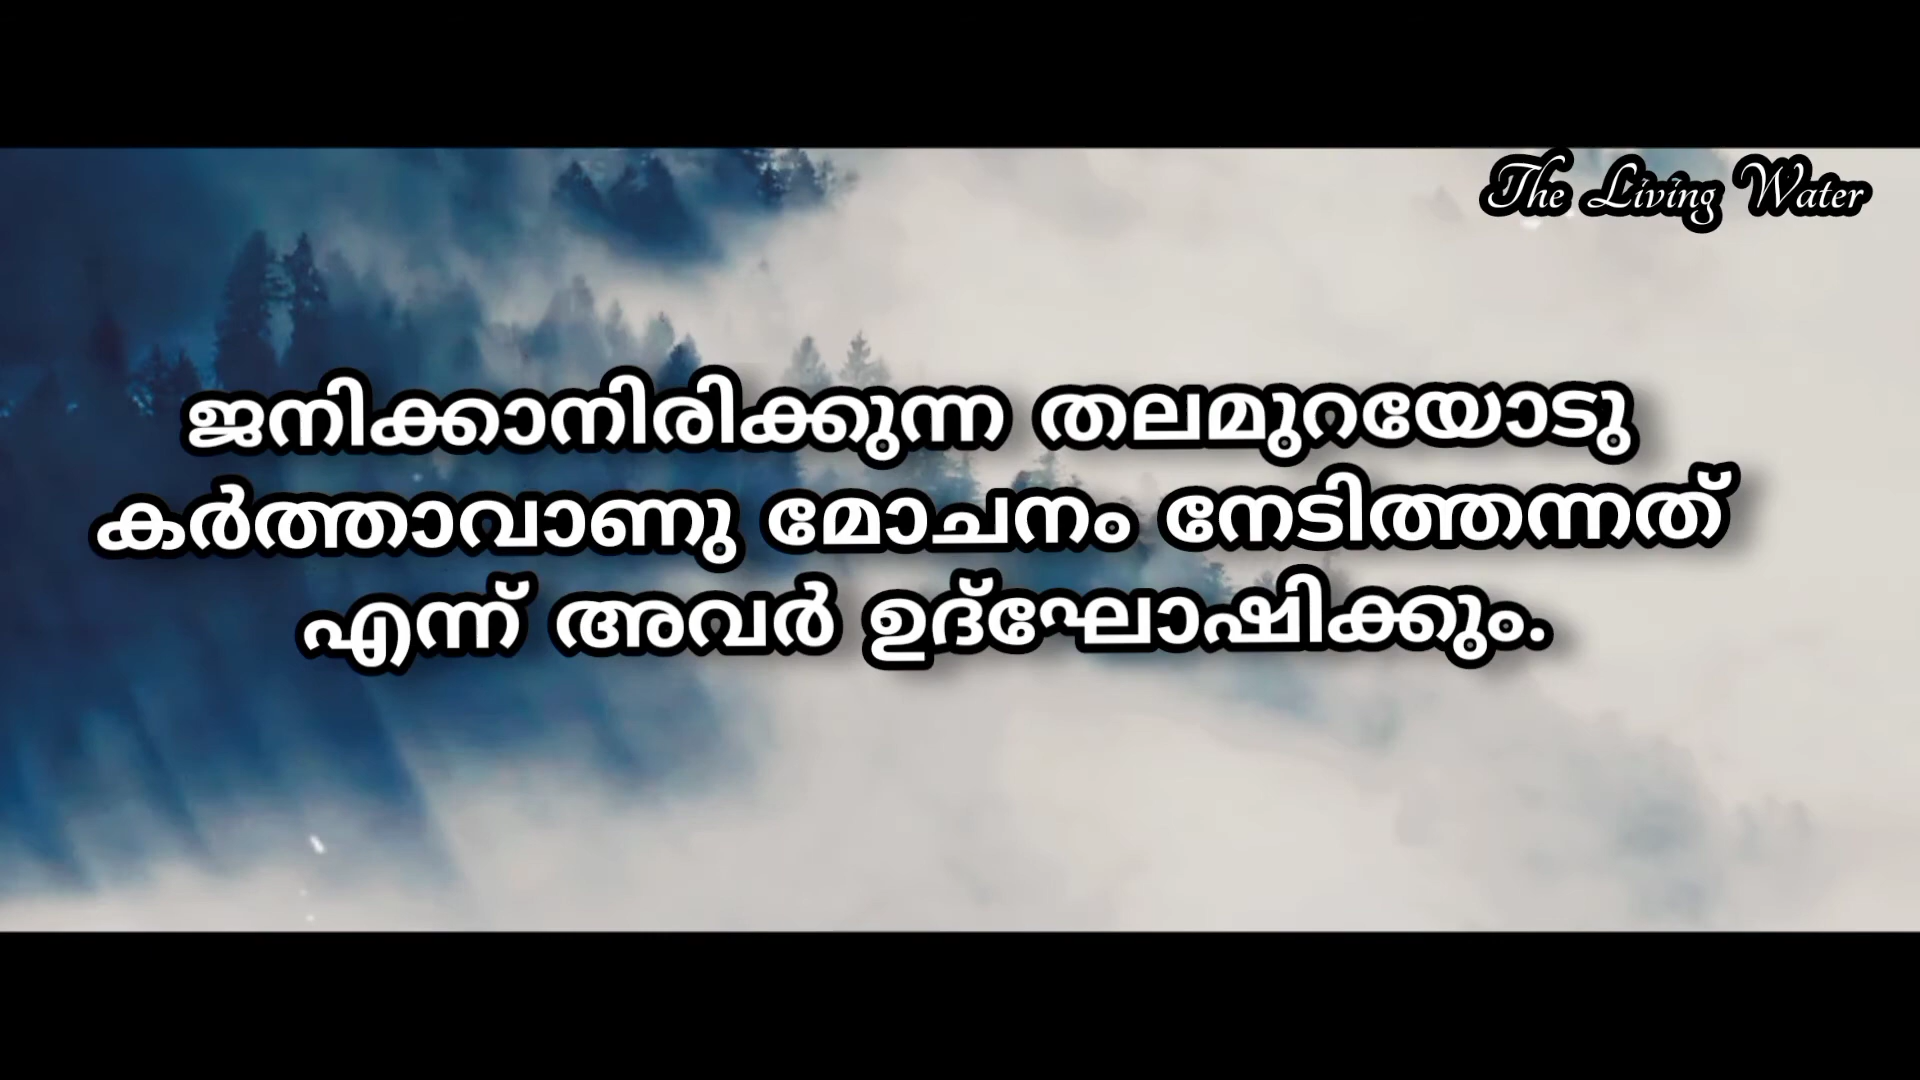 The Living Water
ജനിക്കാനിരിക്കുന്ന തലമുറയോടു
കർത്താവാണു മോചനം നേടിത്തന്നത്
എന്ന് അവർ ഉദ്ഘോഷിക്കും.